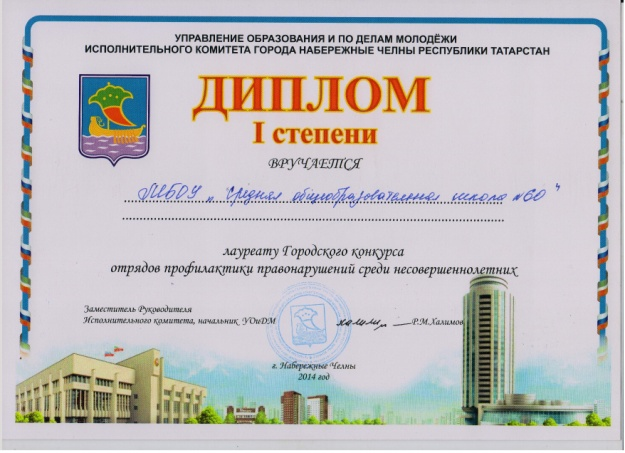 УПРАВЛЕНИЕ ОБРАЗОВАНИЯ И ПО ДЕЛАМ МОЛОДЁЖИ
ИСПОЛНИТЕЛЬНОГО КОМИТЕТА ГОРОДА НАБЕРЕЖНЫЕ ЧЕЛНЫ РЕСПУБЛИКИ ТАТАРСТАН
ДИПЛОМ
I степени
ВРУЧАЕТСЯ
МБОУ „Средняя общеобразовательная школа №60"
лауреату Городского конкурса
отрядов профилактики правонарушений среди несовершеннолетних
Заместитель Руководителя
Исполнительного комитета, начальник УОиДМ Р.М.Халимов
г. Набережные Челны
2014 год